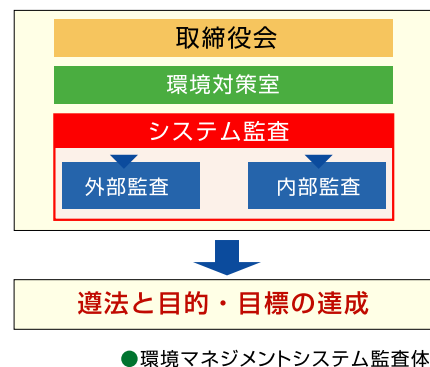 取締役会
環境対策室
システム監査
外部監査
内部監査
遵法と目的・目標の達成
●環境マネジメントシステム監査体